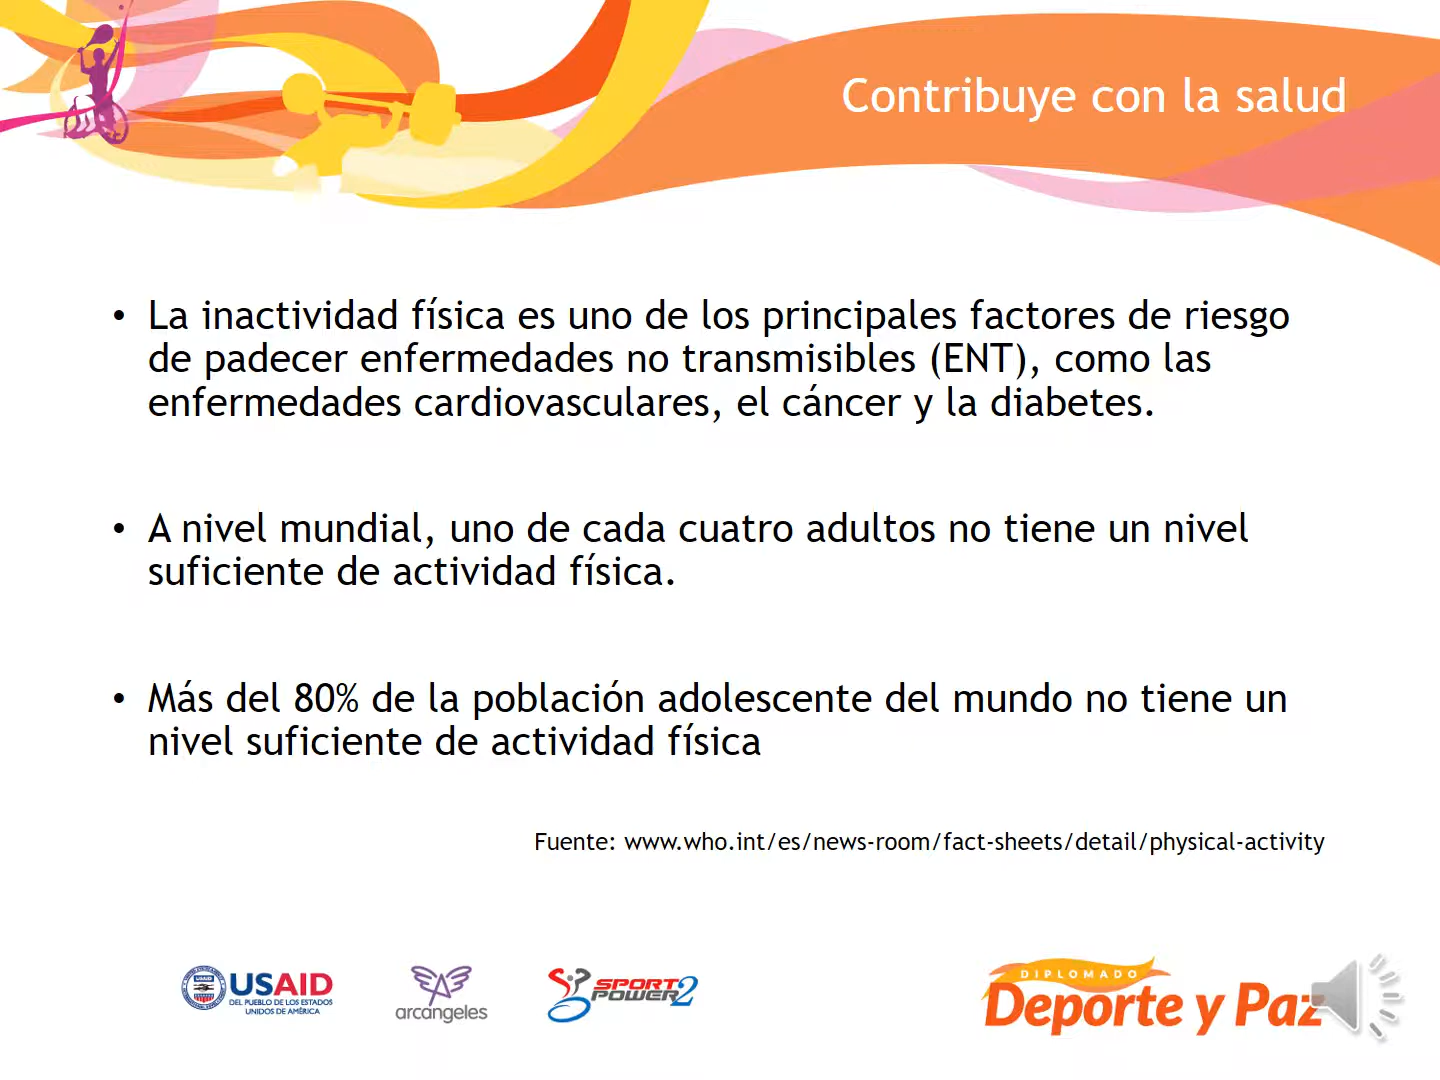 Contribuye con la salud
• La inactividad física es uno de los principales factores de riesgo
de padecer enfermedades no transmisibles (ENT), como las
enfermedades cardiovasculares, el cáncer y la diabetes.
• A nivel mundial, uno de cada cuatro adultos no tiene un nivel
suficiente de actividad física.
• Más del 80% de la población adolescente del mundo no tiene un
nivel suficiente de actividad física
Fuente: www.who.int/es/news-room/fact-sheets/detail/physical-activity
USAID
DEL PUEBLO DE LOS ESTADOS
UNIDOS DE AMÉRICA
arcangeles
SPORT
POWER2
DIPLOMADO
Deporte y Paz